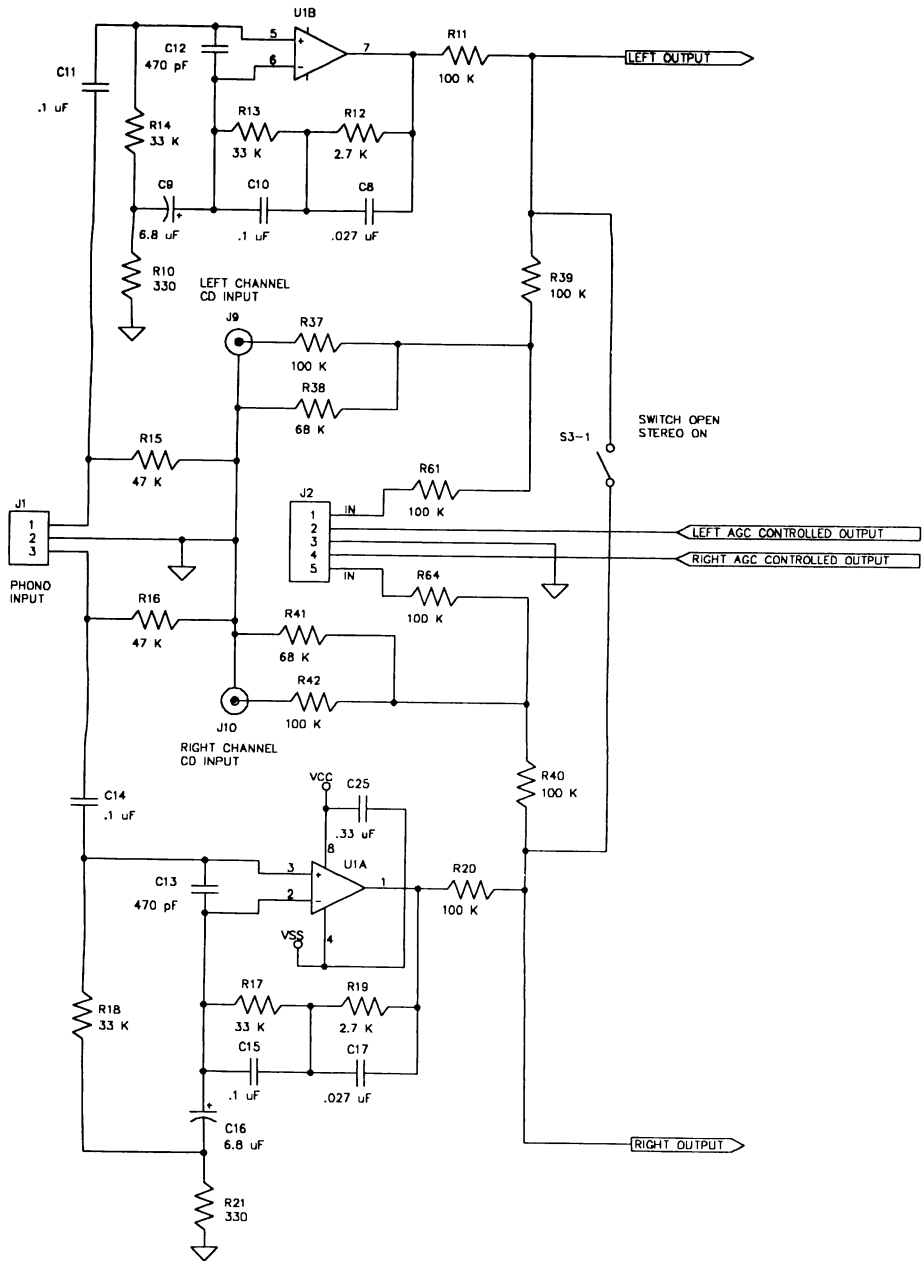 U1B
C12
470 pF
5
+
6
-
7
R11
100 K
LEFT OUTPUT
C11
.1 uF
R14
33 K
R13
33 K
R12
2.7 K
C9
+
6.8 uF
C10
.1 uF
C8
.027 uF
R10
330
LEFT CHANNEL
CD INPUT
J9
R37
100 K
R38
68 K
R39
100 K
SWITCH OPEN
STEREO ON
S3-1
R15
47 K
J1
1
2
3
PHONO
INPUT
R61
100 K
J2
IN
1
2
3
4
5
IN
LEFT AGC CONTROLLED OUTPUT
RIGHT AGC CONTROLLED OUTPUT
R64
100 K
R16
47 K
R41
68 K
R42
100 K
J10
RIGHT CHANNEL
CD INPUT
R40
100 K
C14
.1 uF
VCC
C25
.33 uF
8
U1A
C13
470 pF
3
+
2
-
1
4
VSS
R20
100 K
R18
33 K
R17
33 K
R19
2.7 K
C15
.1 uF
C17
.027 uF
+
C16
6.8 uF
RIGHT OUTPUT
R21
330